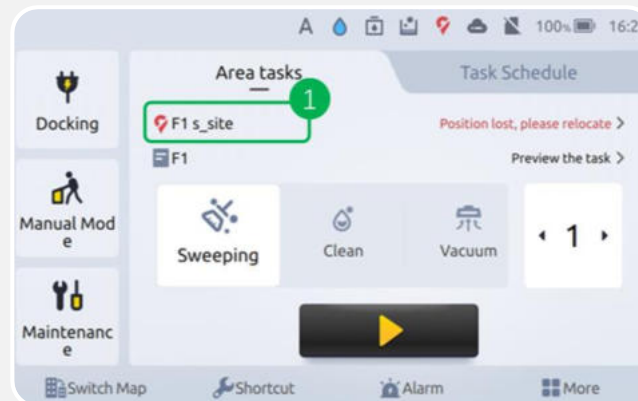 A 100% 16:2
Area tasks Task Schedule
1
Docking
F1 s_site Position lost, please relocate >
F1 Preview the task >
Manual Mod
e
Sweeping Clean Vacuum 1
Maintenanc
e
Switch Map Shortcut Alarm More